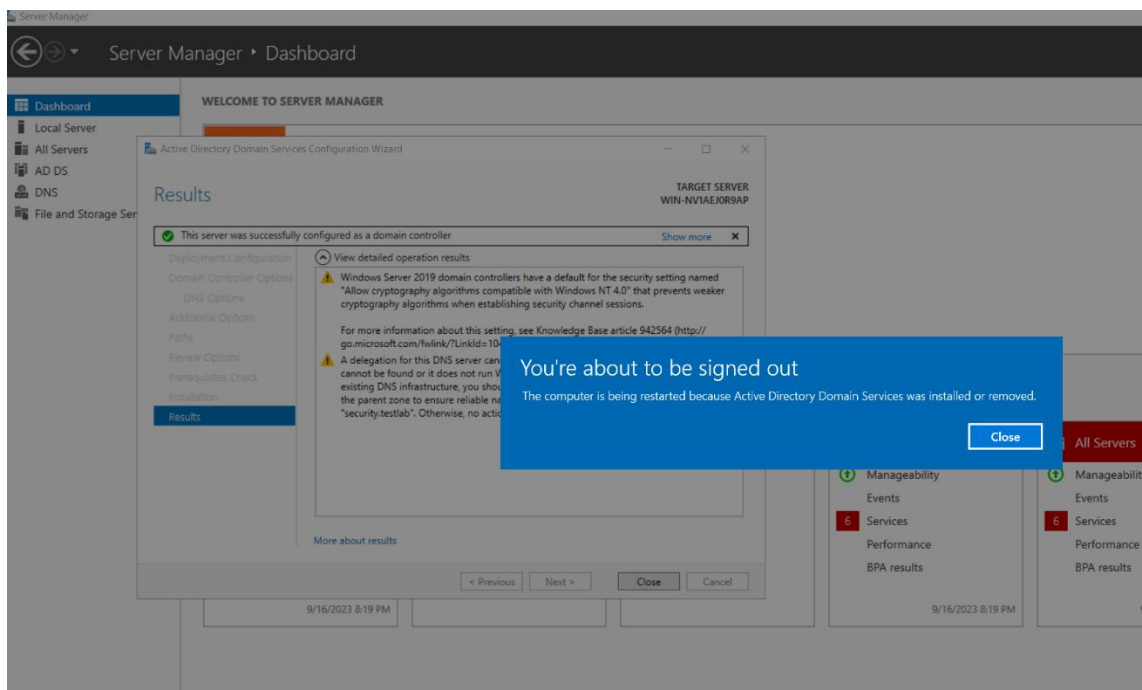 Server Manager
Server Manager • Dashboard
Dashboard
Local Server
All Servers
AD DS
DNS
File and Storage Ser
WELCOME TO SERVER MANAGER
Active Directory Domain Services Configuration Wizard
Results
TARGET SERVER
WIN-NV1AEJ0R9AP
This server was successfully configured as a domain controller
Show more
Deployment Configuration
Domain Controller Options
DNS Options
Additional Options
Paths
Review Options
Prerequisites Check
Installation
Results
View detailed operation results
Windows Server 2019 domain controllers have a default for the security setting named
"Allow cryptography algorithms compatible with Windows NT 4.0" that prevents weaker
cryptography algorithms when establishing security channel sessions.
For more information about this setting, see Knowledge Base article 942564 (http://
go.microsoft.com/fwlink/?LinkId=10
A delegation for this DNS server can
cannot be found or it does not run
existing DNS infrastructure, you shou
the parent zone to ensure reliable na
"security.testlab". Otherwise, no actio
More about results
< Previous
Next >
Close
Cancel
You're about to be signed out
The computer is being restarted because Active Directory Domain Services was installed or removed.
Close
9/16/2023 8:19 PM
Manageability
Events
6 Services
Performance
BPA results
9/16/2023 8:19 PM
All Servers
Manageabilit
Events
6 Services
Performance
BPA results